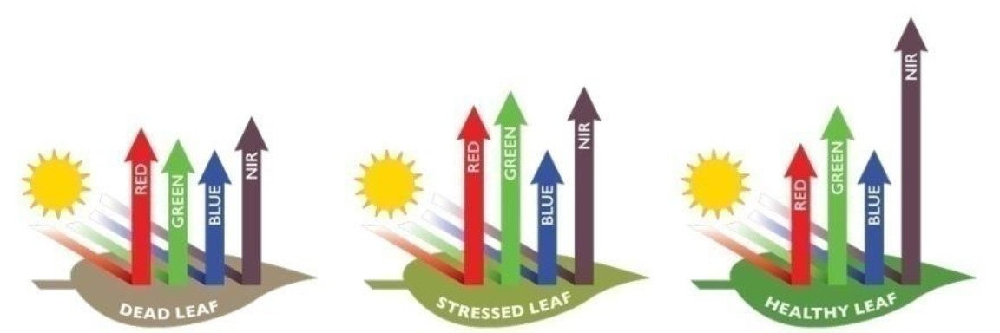 RED
GREEN
BLUE
NIR
DEAD LEAF
RED
GREEN
BLUE
NIR
STRESSED LEAF
RED
GREEN
BLUE
NIR
HEALTHY LEAF